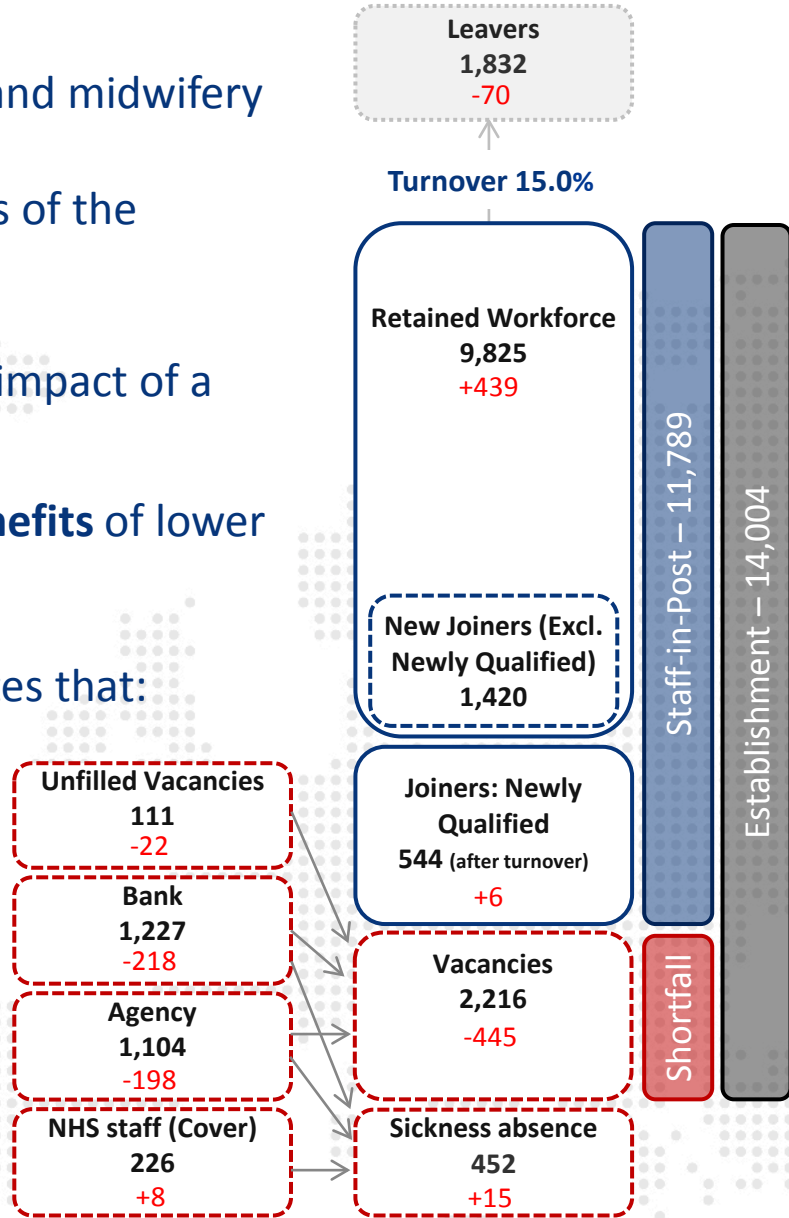 and midwifery
s of the
impact of a
nefits of lower
es that:
Leavers
1,832
-70
Turnover 15.0%
Retained Workforce
9,825
+439
New Joiners (Excl.
Newly Qualified)
1,420
Joiners: Newly
Qualified
544 (after turnover)
+6
Staff-in-Post – 11,789
Establishment – 14,004
Shortfall
Unfilled Vacancies
111
-22
Bank
1,227
-218
Agency
1,104
-198
NHS staff (Cover)
226
+8
Vacancies
2,216
-445
Sickness absence
452
+15